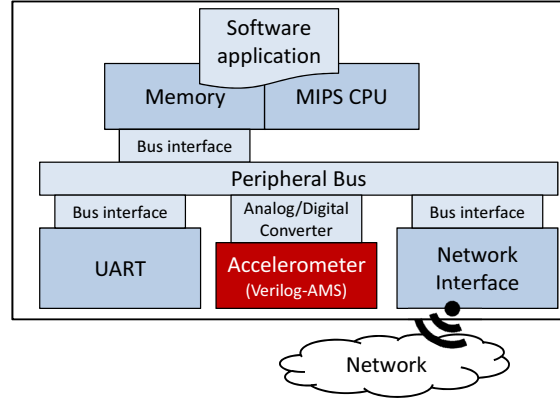 Software
application
Memory
MIPS CPU
Bus interface
Peripheral Bus
Bus interface
Analog/Digital
Converter
Bus interface
UART
Accelerometer
(Verilog-AMS)
Network
Interface
Network